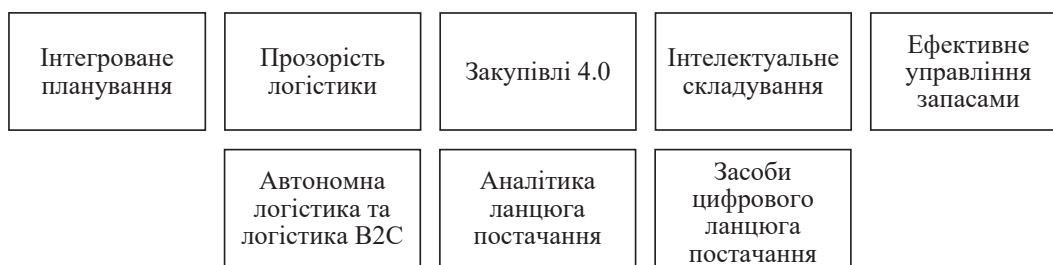 Інтегроване
планування
Прозорість
логістики
Закупівлі 4.0
Інтелектуальне
складування
Ефективне
управління
запасами
Автономна
логістика та
логістика B2C
Аналітика
ланцюга
постачання
Засоби
цифрового
ланцюга
постачання